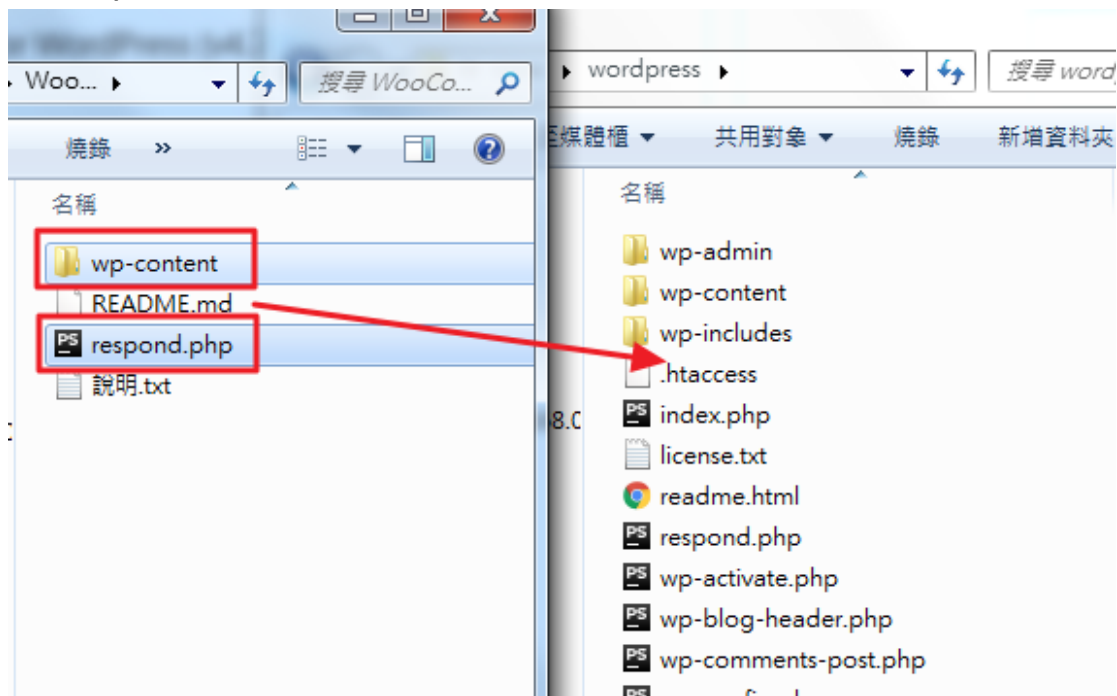 Woo...
搜尋 WooCo...
燒錄 »
名稱
wp-content
README.md
respond.php
說明.txt
wordpress
搜尋 word
媒體櫃 共用對象 燒錄 新增資料夾
名稱
wp-admin
wp-content
wp-includes
.htaccess
index.php
license.txt
readme.html
respond.php
wp-activate.php
wp-blog-header.php
wp-comments-post.php